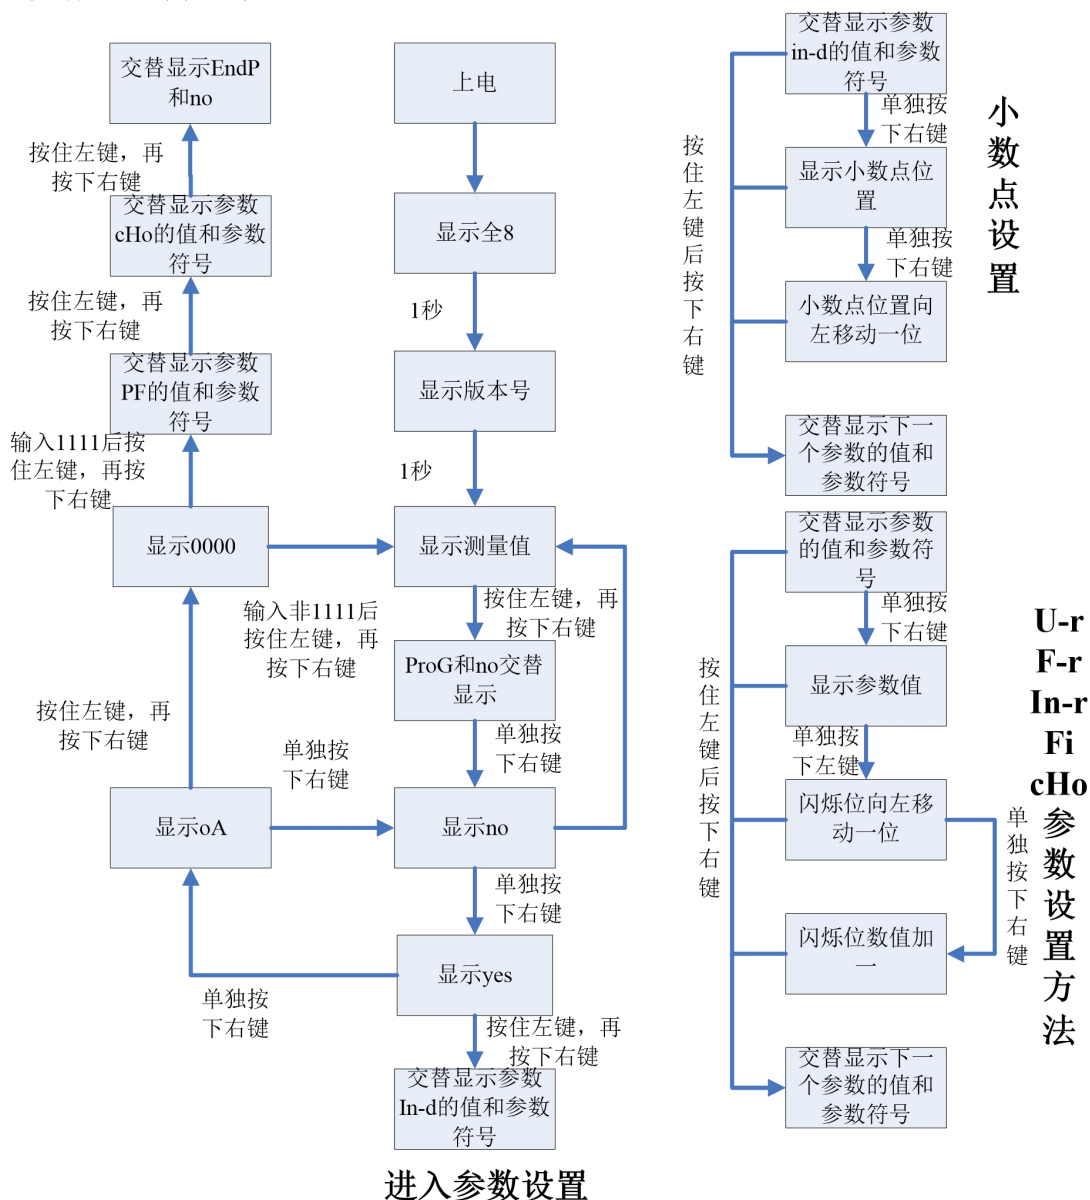 交替显示EndP
和no
按住左键，再
按下右键
交替显示参数
cHo的值和参数
符号
按住左键，再
按下右键
交替显示参数
PF的值和参数
符号
输入1111后按
住左键，再按
下右键
显示0000
按住左键，再
按下右键
显示oA
上电
显示全8
1秒
显示版本号
1秒
显示测量值
输入非1111后
按住左键，再
按下右键
按住左键，再
按下右键
ProG和no交替
显示
单独按
下右键
单独按
下右键
显示no
单独按
下右键
显示yes
单独按
下右键
按住左键，再
按下右键
交替显示参数
In-d的值和参数
符号
进入参数设置
交替显示参数
in-d的值和参数
符号
单独按
下右键
显示小数点位
置
单独按
下右键
小数点位置向
左移动一位
按住左键后按下右键
交替显示下一
个参数的值和
参数符号
小数点设置
交替显示参数
的值和参数符
号
单独按
下右键
显示参数值
单独按
下左键
闪烁位向左移
动一位
单独按下右键
闪烁位数值加
一
按住左键后按下右键
交替显示下一
个参数的值和
参数符号
U-r
F-r
In-r
Fi
cHo
参数设置方法